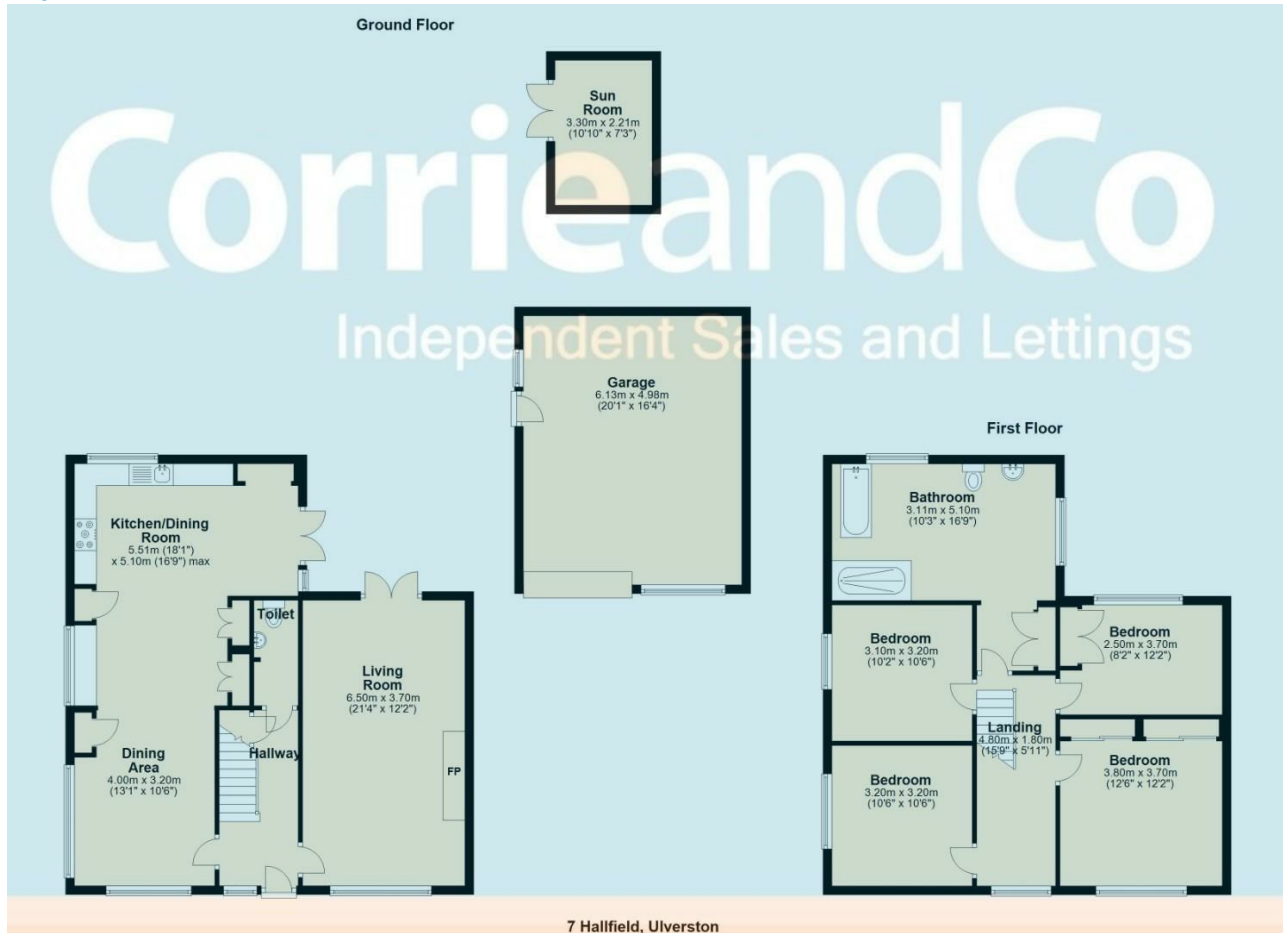 Ground Floor
Sun
Room
3.30m x 2.21m
(10'10" x 7'3")
CorrieandCo
Independent Sales and Lettings
Garage
6.13m x 4.98m
(20'1" x 16'4")
Kitchen/Dining
Room
5.51m (18'1")
x 5.10m (16'9") max
Toilet
Living
Room
6.50m x 3.70m
(21'4" x 12'2")
FP
Hallway
Dining
Area
4.00m x 3.20m
(13'1" x 10'6")
First Floor
Bathroom
3.11m x 5.10m
(10'3" x 16'9")
Bedroom
3.10m x 3.20m
(10'2" x 10'6")
Bedroom
2.50m x 3.70m
(8'2" x 12'2")
Landing
4.80m x 1.80m
(15'9" x 5'11")
Bedroom
3.80m x 3.70m
(12'6" x 12'2")
Bedroom
3.20m x 3.20m
(10'6" x 10'6")
7 Hallfield, Ulverston